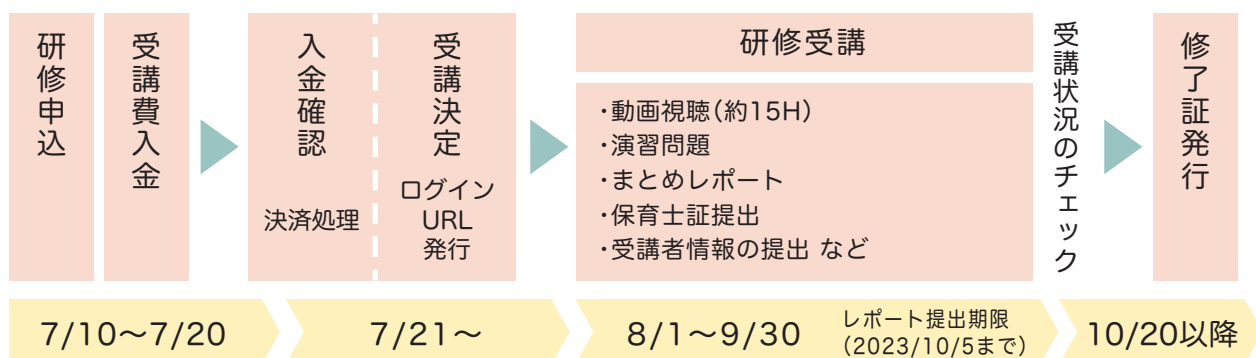 研修申込
受講費入金
入金確認
決済処理
受講決定
ログイン
URL
発行
研修受講
・動画視聴（約15H）
・演習問題
・まとめレポート
・保育士証提出
・受講者情報の提出 など
受講状況のチェック
修了証発行
7/10～7/20
7/21～
8/1～9/30
レポート提出期限
（2023/10/5まで）
10/20以降